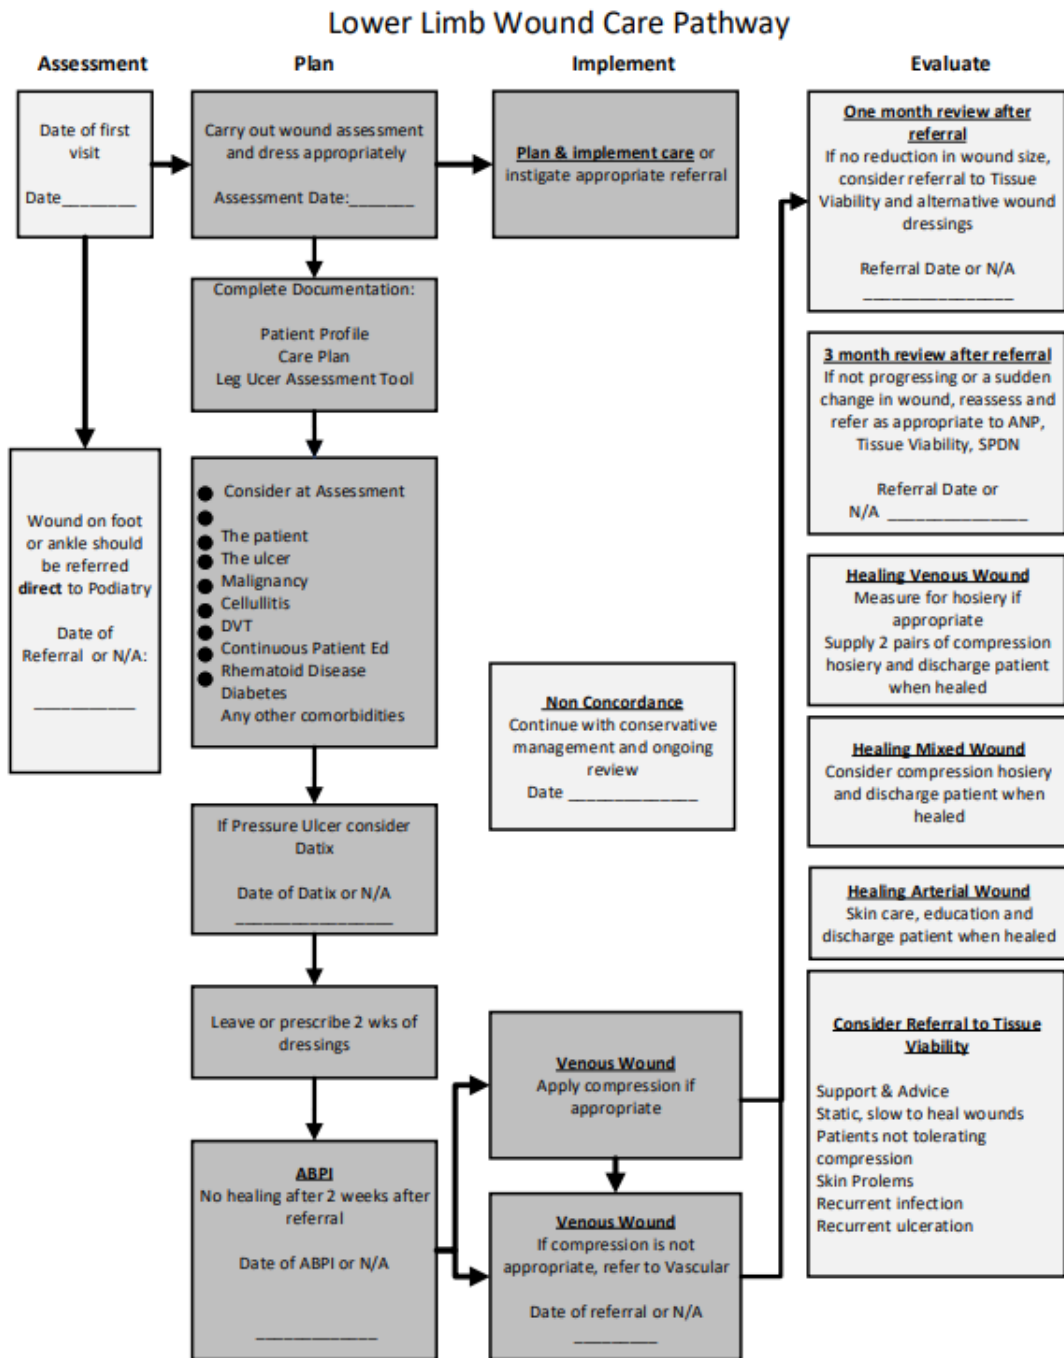 Lower Limb Wound Care Pathway
Assessment
Plan
Implement
Evaluate
Date of first
visit
Date________
Wound on foot
or ankle should
be referred
direct to Podiatry
Date of
Referral or N/A:
___________
Carry out wound assessment
and dress appropriately
Assessment Date:_______
Complete Documentation:
Patient Profile
Care Plan
Leg Ucer Assessment Tool
Consider at Assessment
The patient
The ulcer
Malignancy
Cellullitis
DVT
Continuous Patient Ed
Rhematoid Disease
Diabetes
Any other comorbidities
If Pressure Ulcer consider
Datix
Date of Datix or N/A
_________________
Leave or prescribe 2 wks of
dressings
ABPI
No healing after 2 weeks after
referral
Date of ABPI or N/A
_____________
Plan & implement care or
instigate appropriate referral
Non Concordance
Continue with conservative
management and ongoing
review
Date ______________
Venous Wound
Apply compression if
appropriate
Venous Wound
If compression is not
appropriate, refer to Vascular
Date of referral or N/A
_________
One month review after
referral
If no reduction in wound size,
consider referral to Tissue
Viability and alternative wound
dressings
Referral Date or N/A
________________
3 month review after referral
If not progressing or a sudden
change in wound, reassess and
refer as appropriate to ANP,
Tissue Viability, SPDN
Referral Date or
N/A _______________
Healing Venous Wound
Measure for hosiery if
appropriate
Supply 2 pairs of compression
hosiery and discharge patient
when healed
Healing Mixed Wound
Consider compression hosiery
and discharge patient when
healed
Healing Arterial Wound
Skin care, education and
discharge patient when healed
Consider Referral to Tissue
Viability
Support & Advice
Static, slow to heal wounds
Patients not tolerating
compression
Skin Prolems
Recurrent infection
Recurrent ulceration